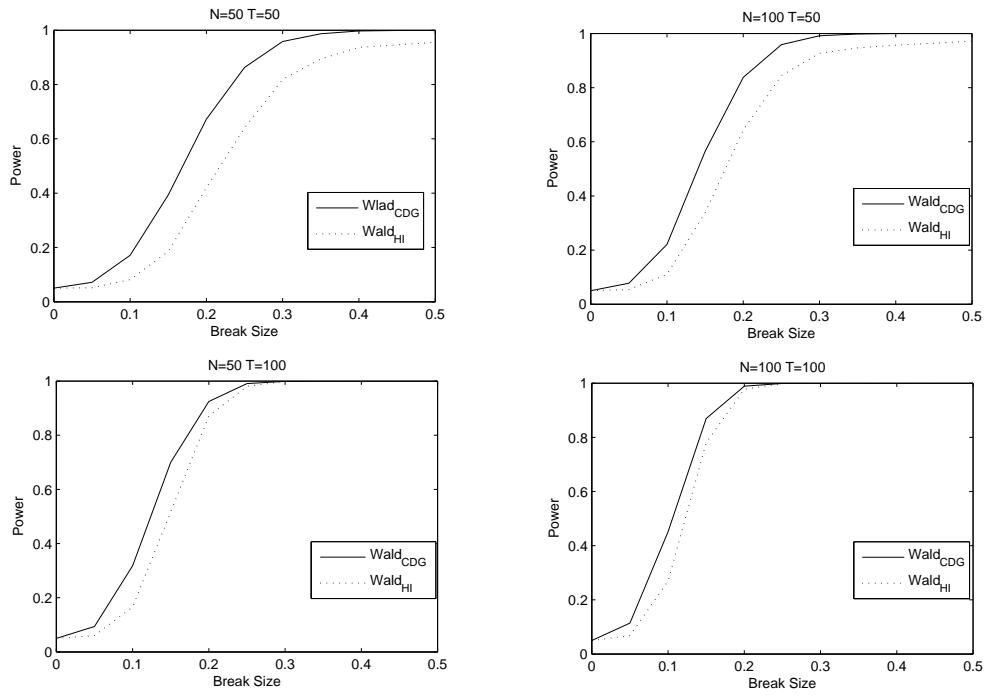 N=50 T=50
1
0.8
0.6
0.4
0.2
0
Power
0
0.1
0.2
0.3
0.4
0.5
Break Size
Wlad_CDG
Wald_HI
N=100 T=50
1
0.8
0.6
0.4
0.2
0
Power
0
0.1
0.2
0.3
0.4
0.5
Break Size
Wald_CDG
Wald_HI
N=50 T=100
1
0.8
0.6
0.4
0.2
0
Power
0
0.1
0.2
0.3
0.4
0.5
Break Size
Wald_CDG
Wald_HI
N=100 T=100
1
0.8
0.6
0.4
0.2
0
Power
0
0.1
0.2
0.3
0.4
0.5
Break Size
Wald_CDG
Wald_HI